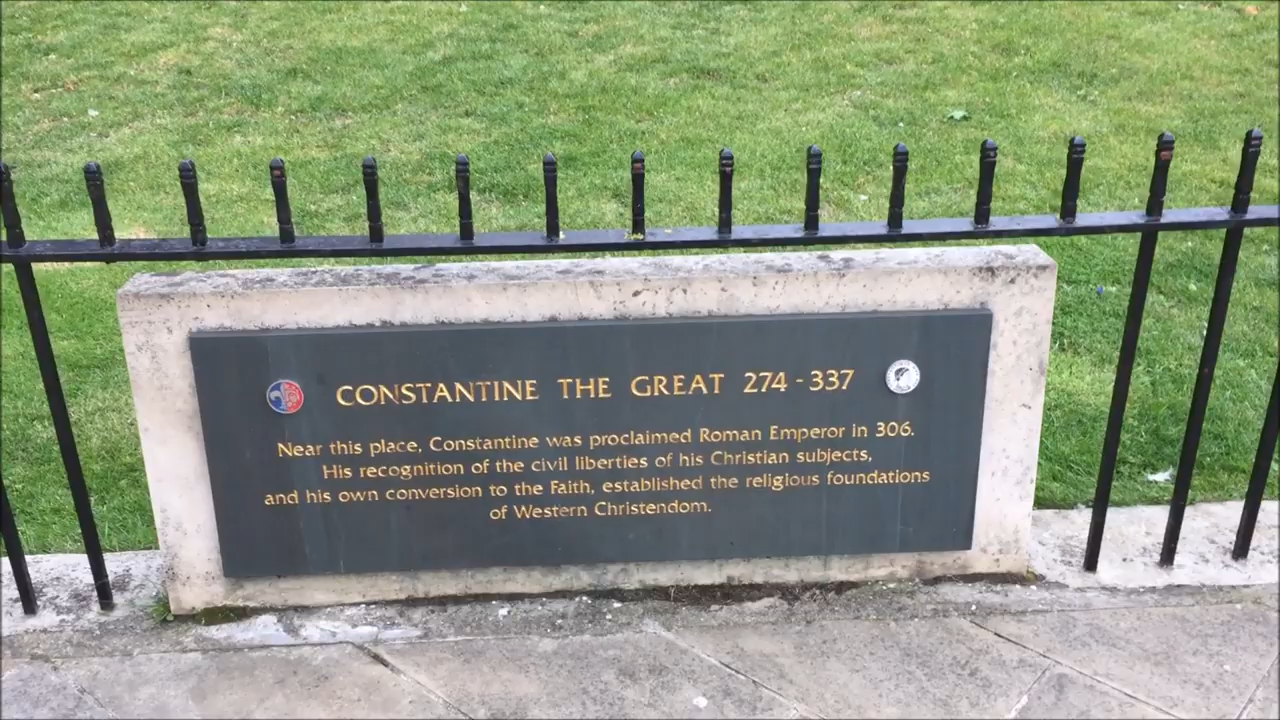 CONSTANTINE THE GREAT 274 - 337
Near this place, Constantine was proclaimed Roman Emperor in 306.
His recognition of the civil liberties of his Christian subjects,
and his own conversion to the Faith, established the religious foundations
of Western Christendom.